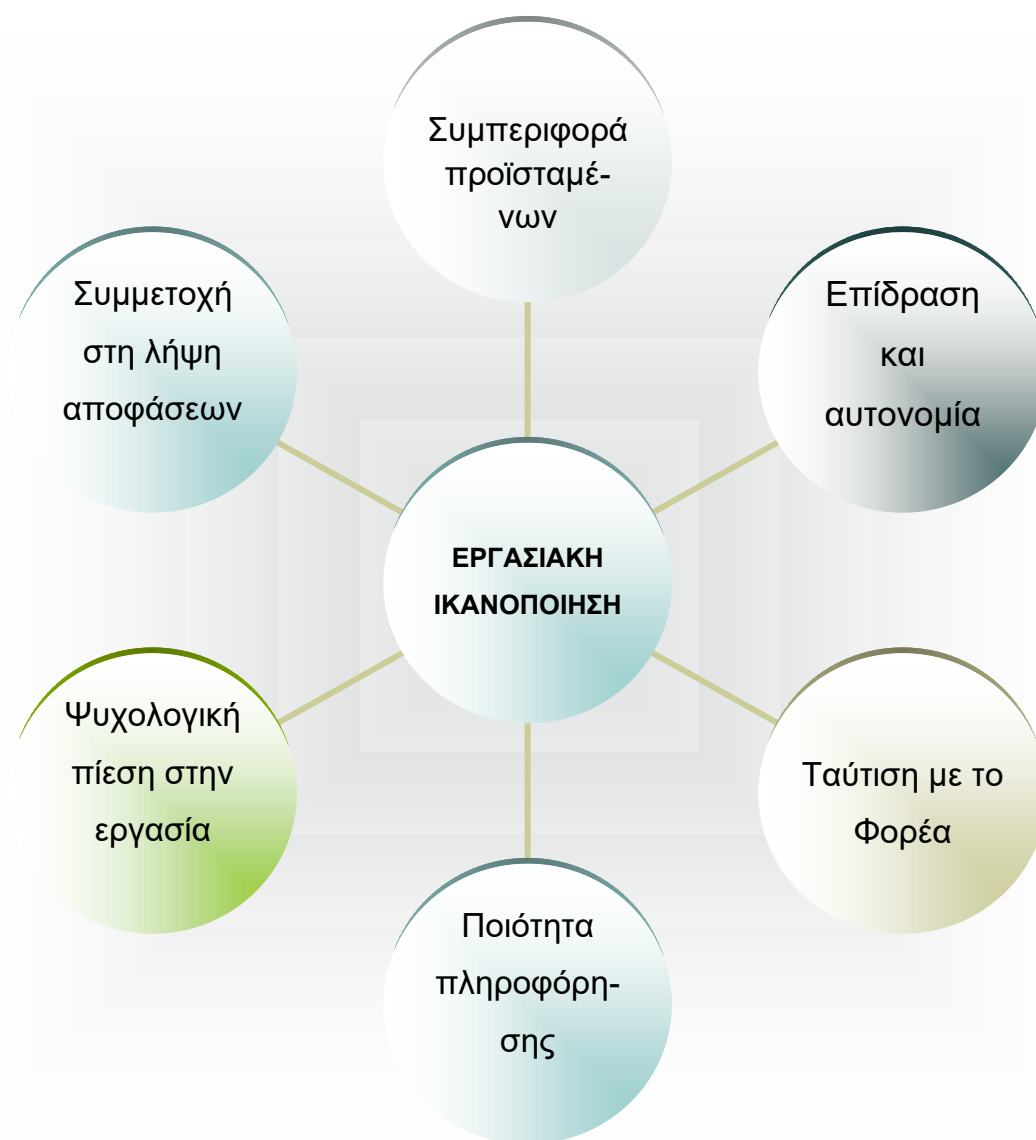 Συμπεριφορά
προϊσταμέ-
νων
Επίδραση
και
αυτονομία
Ταύτιση με το
Φορέα
Ποιότητα
πληροφόρη-
σης
Ψυχολογική
πίεση στην
εργασία
Συμμετοχή
στη λήψη
αποφάσεων
ΕΡΓΑΣΙΑΚΗ
ΙΚΑΝΟΠΟΙΗΣΗ